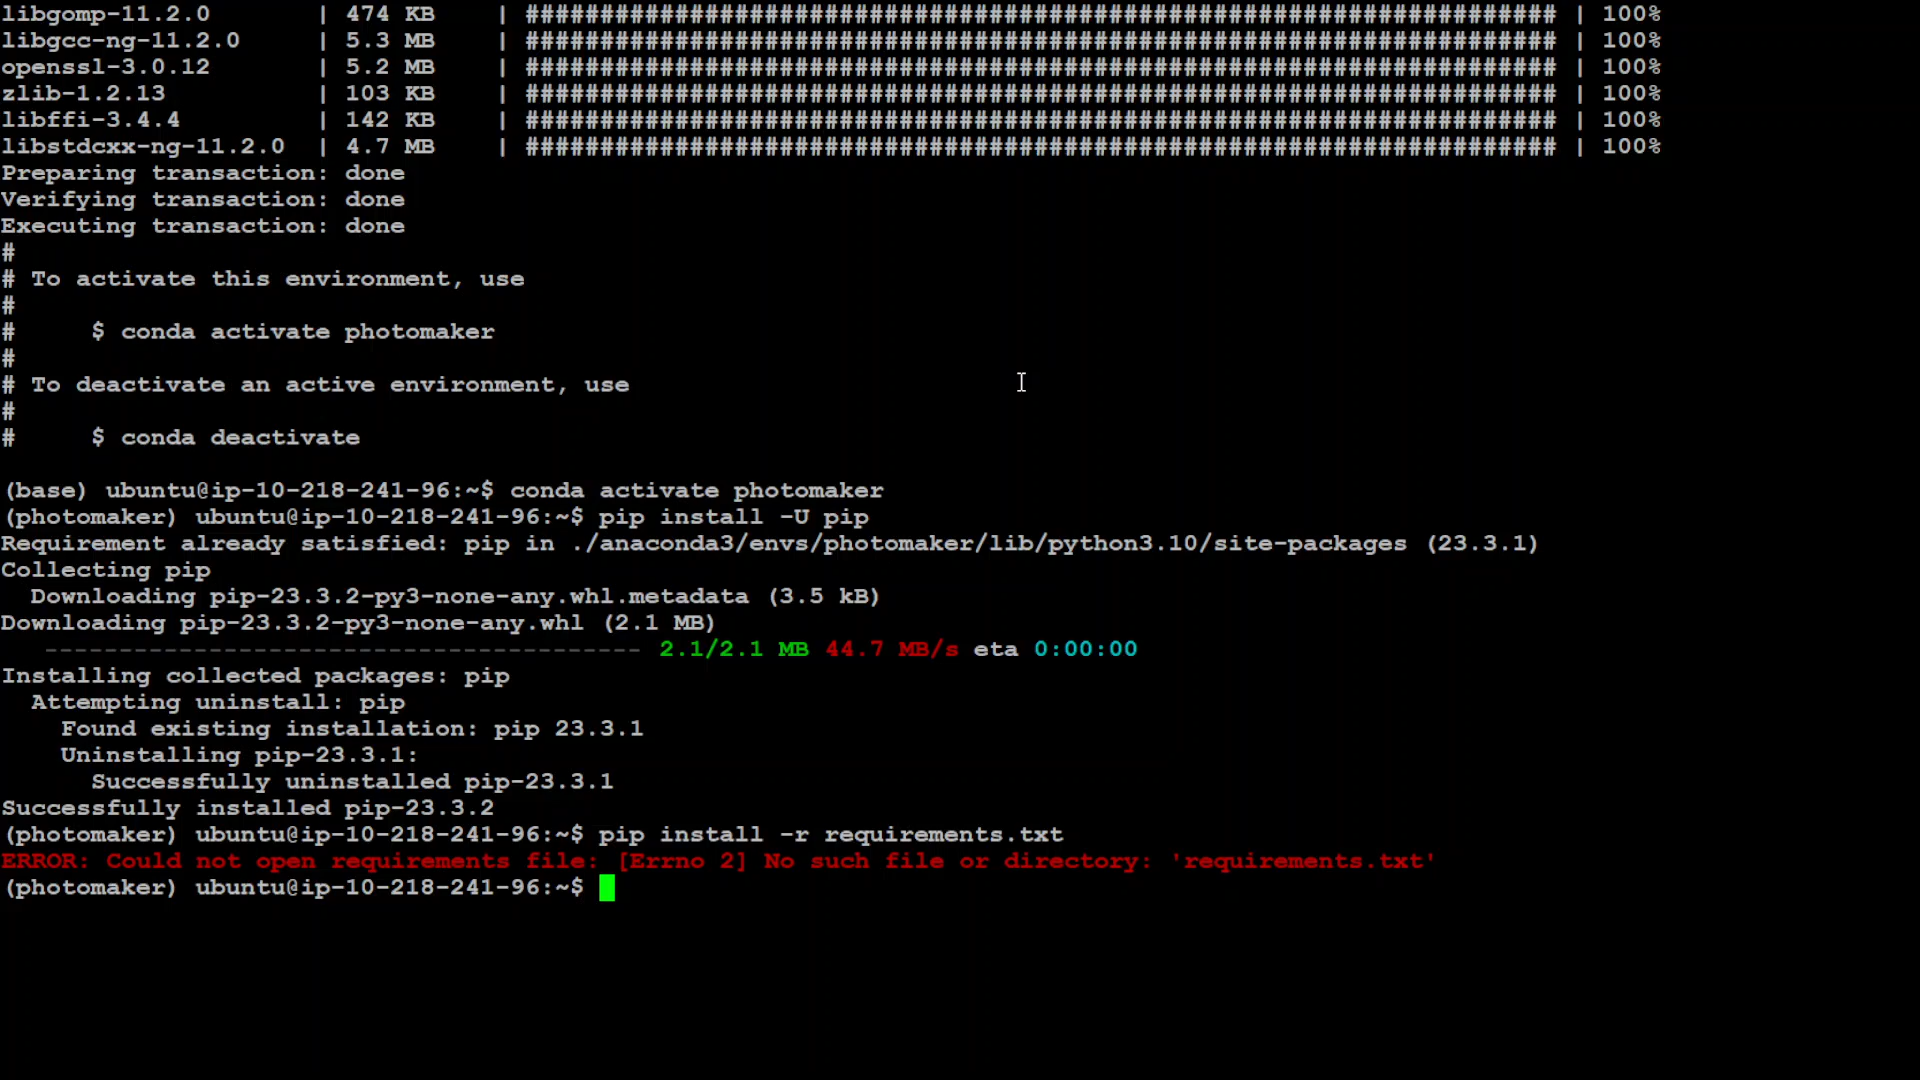 libgomp-11.2.0       | 474 KB    | ##################################################################### | 100%
libgcc-ng-11.2.0     | 5.3 MB    | ##################################################################### | 100%
openssl-3.0.12       | 5.2 MB    | ##################################################################### | 100%
zlib-1.2.13          | 103 KB    | ##################################################################### | 100%
libffi-3.4.4         | 142 KB    | ##################################################################### | 100%
libstdcxx-ng-11.2.0  | 4.7 MB    | ##################################################################### | 100%
Preparing transaction: done
Verifying transaction: done
Executing transaction: done
#
# To activate this environment, use
#
#     $ conda activate photomaker
#
# To deactivate an active environment, use
#
#     $ conda deactivate
(base) ubuntu@ip-10-218-241-96:~$ conda activate photomaker
(photomaker) ubuntu@ip-10-218-241-96:~$ pip install -U pip
Requirement already satisfied: pip in ./anaconda3/envs/photomaker/lib/python3.10/site-packages (23.3.1)
Collecting pip
  Downloading pip-23.3.2-py3-none-any.whl.metadata (3.5 kB)
Downloading pip-23.3.2-py3-none-any.whl (2.1 MB)
   ---------------------------------------- 2.1/2.1 MB 44.7 MB/s eta 0:00:00
Installing collected packages: pip
  Attempting uninstall: pip
    Found existing installation: pip 23.3.1
    Uninstalling pip-23.3.1:
      Successfully uninstalled pip-23.3.1
Successfully installed pip-23.3.2
(photomaker) ubuntu@ip-10-218-241-96:~$ pip install -r requirements.txt
ERROR: Could not open requirements file: [Errno 2] No such file or directory: 'requirements.txt'
(photomaker) ubuntu@ip-10-218-241-96:~$